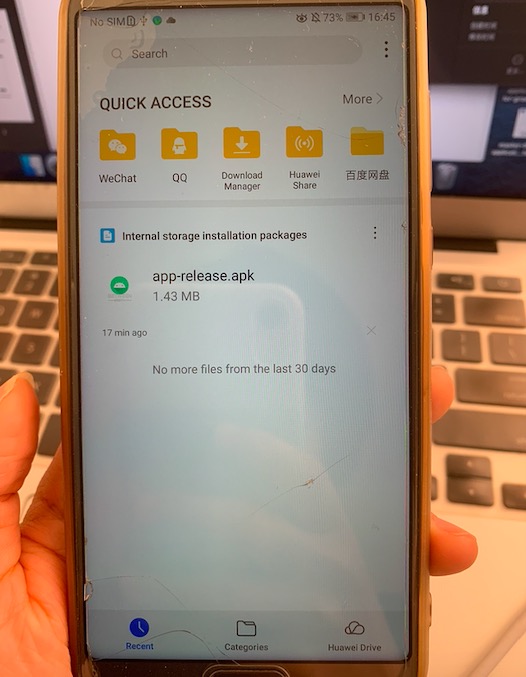 No SIM 73% 16:45
Search
QUICK ACCESS More
WeChat QQ Download Manager Huawei Share 百度网盘
Internal storage installation packages
app-release.apk
1.43 MB
17 min ago
No more files from the last 30 days
Recent Categories Huawei Drive